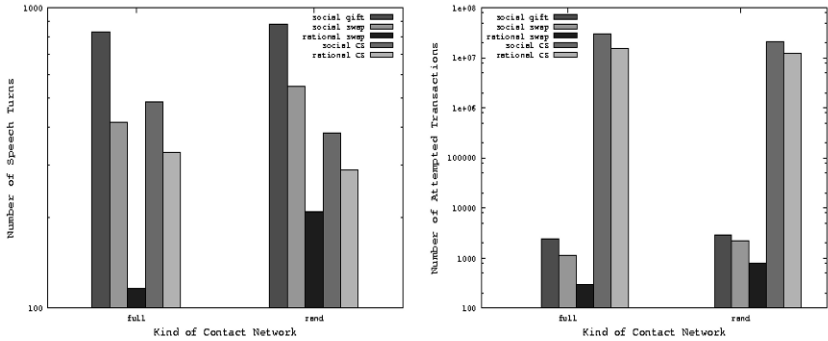 1000
100
Number of Speech Turns
social gift
social swap
rational swap
social CS
rational CS
full
rand
Kind of Contact Network
1e+08
1e+07
1e+06
100000
10000
1000
100
Number of Attempted Transactions
social gift
social swap
rational swap
social CS
rational CS
full
rand
Kind of Contact Network